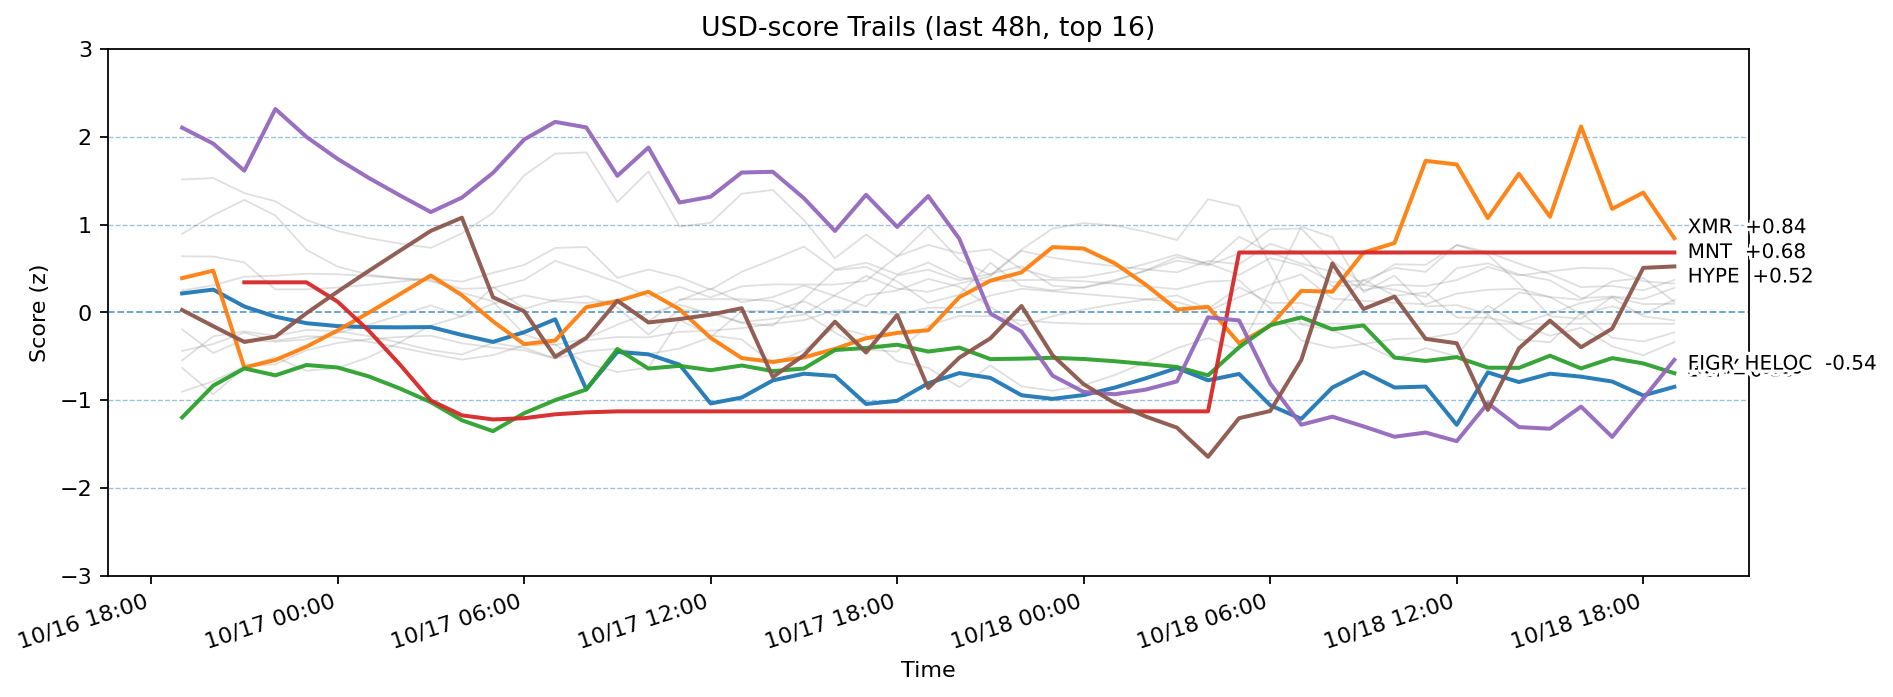 USD-score Trails (last 48h, top 16)
Score (z)
3
2
1
0
−1
−2
−3
XMR +0.84
MNT +0.68
HYPE +0.52
FIGR_HELOC -0.54
10/16 18:00
10/17 00:00
10/17 06:00
10/17 12:00
10/17 18:00
10/18 00:00
10/18 06:00
10/18 12:00
10/18 18:00
Time